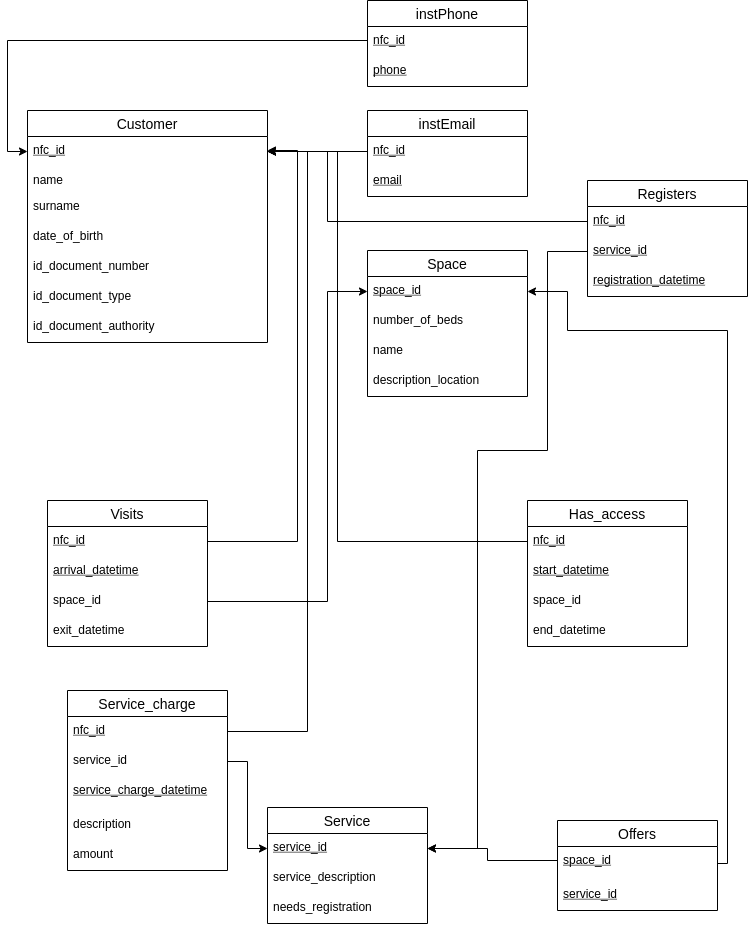 instPhone
nfc_id
phone
Customer
nfc_id
name
surname
date_of_birth
id_document_number
id_document_type
id_document_authority
instEmail
nfc_id
email
Registers
nfc_id
service_id
registration_datetime
Space
space_id
number_of_beds
name
description_location
Visits
nfc_id
arrival_datetime
space_id
exit_datetime
Has_access
nfc_id
start_datetime
space_id
end_datetime
Service_charge
nfc_id
service_id
service_charge_datetime
description
amount
Service
service_id
service_description
needs_registration
Offers
space_id
service_id